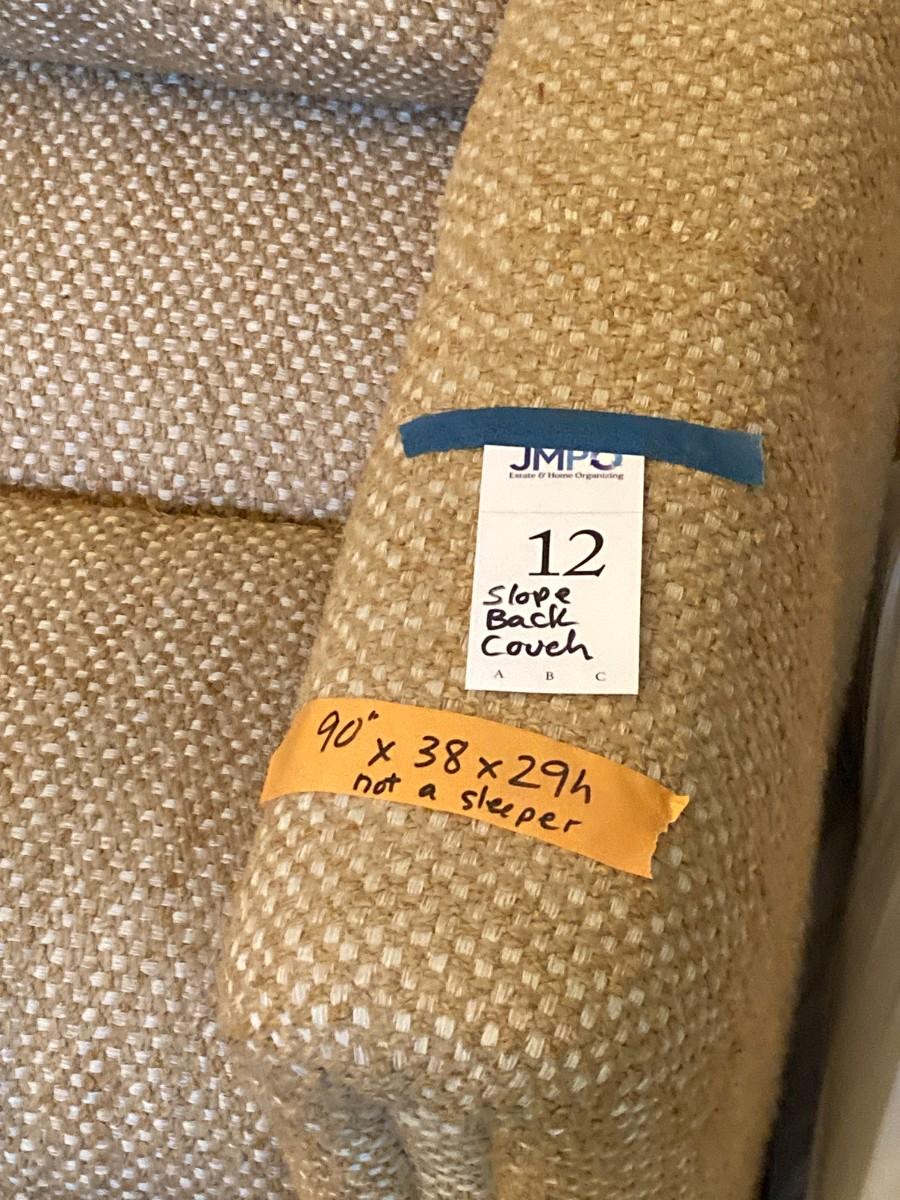 JMPO
Estate & Home Organizing
12
Slope
Back
Couch
A B C
90" x 38 x 29h
not a sleeper